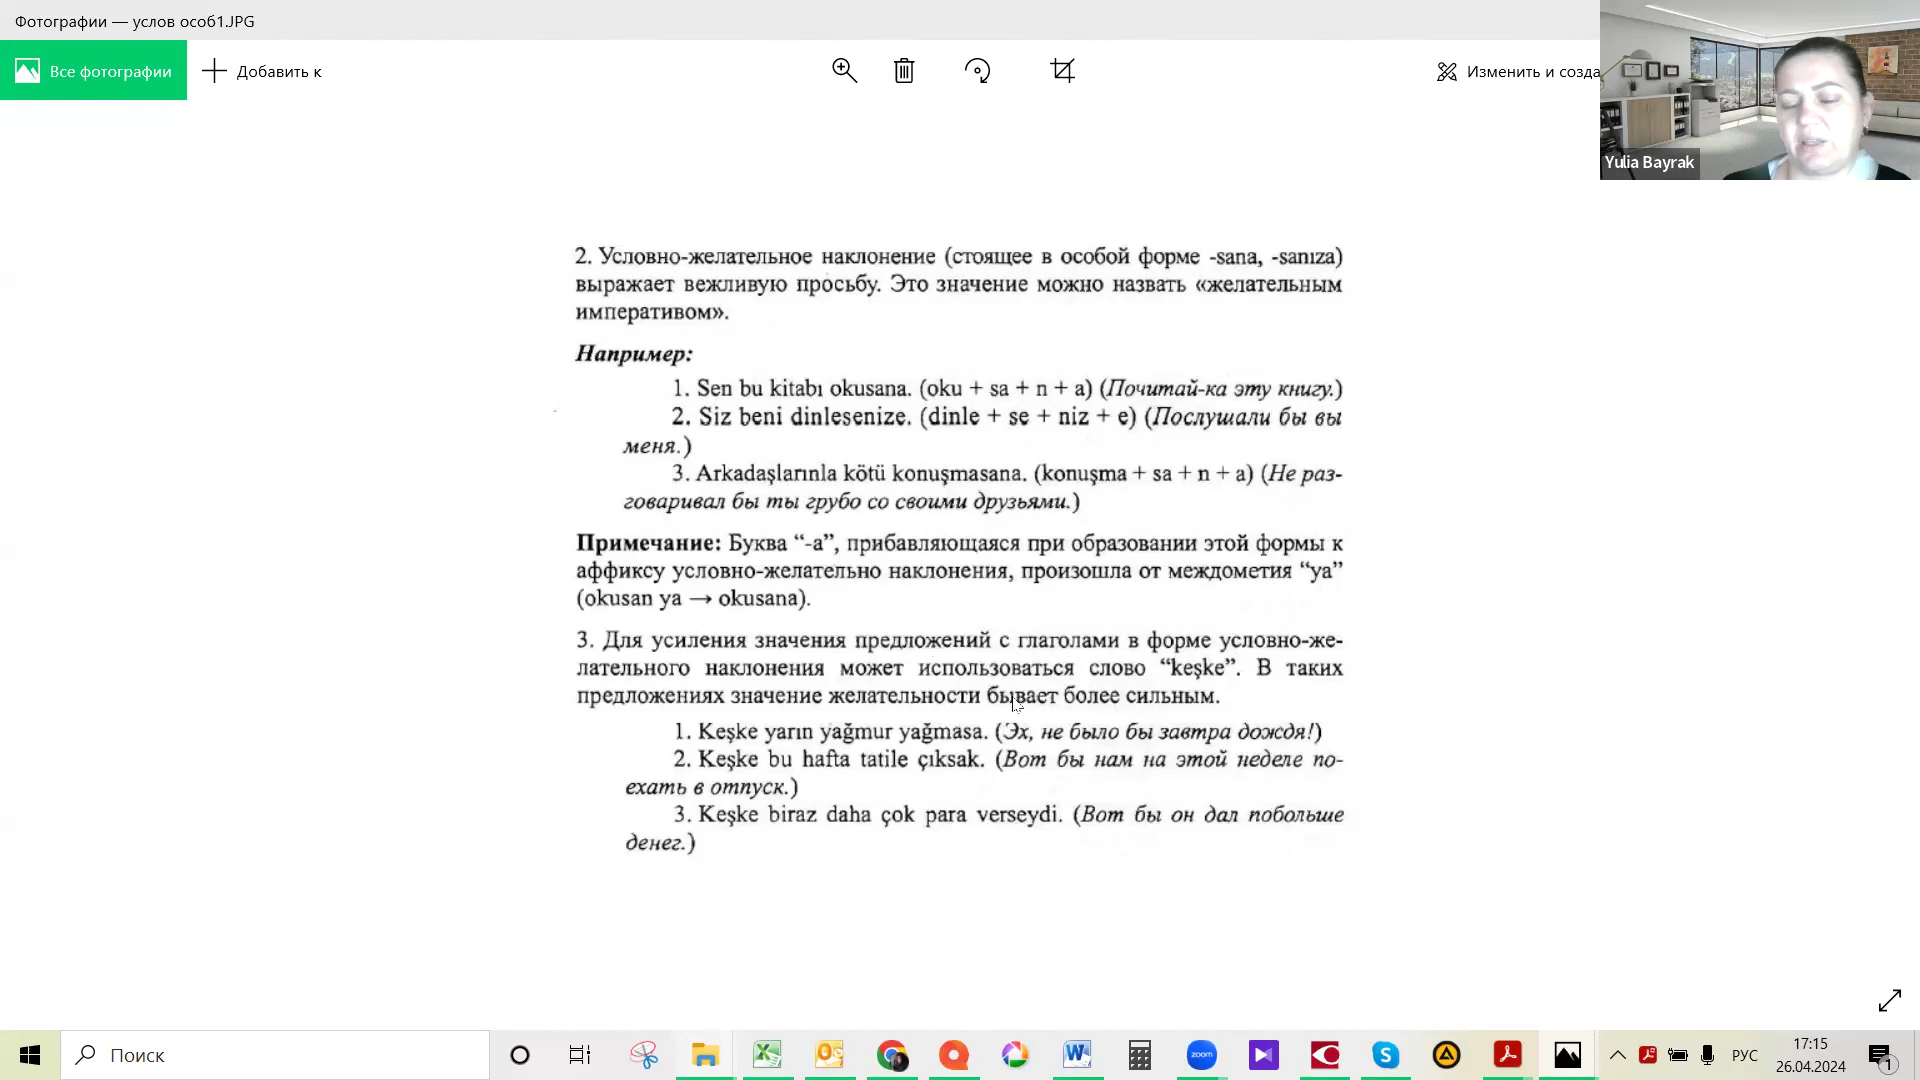 Фотографии — услов особ1.JPG
Все фотографии
Добавить к
Изменить и созда
Yulia Bayrak
2. Условно-желательное наклонение (стоящее в особой форме -sana, -sanıza)
выражает вежливую просьбу. Это значение можно назвать «желательным
императивом».
Например:
1. Sen bu kitabı okusana. (oku + sa + n + a) (Почитай-ка эту книгу.)
2. Siz beni dinlesenize. (dinle + se + niz + e) (Послушали бы вы
меня.)
3. Arkadaşlarınla kötü konuşmasana. (konuşma + sa + n + a) (Не раз-
говаривал бы ты грубо со своими друзьями.)
Примечание: Буква “-a”, прибавляющаяся при образовании этой формы к
аффиксу условно-желательно наклонения, произошла от междометия “ya”
(okusan ya → okusana).
3. Для усиления значения предложений с глаголами в форме условно-же-
лательного наклонения может использоваться слово “keşke”. В таких
предложениях значение желательности бывает более сильным.
1. Keşke yarın yağmur yağmasa. (Эх, не было бы завтра дождя!)
2. Keşke bu hafta tatile çıksak. (Вот бы нам на этой неделе по-
ехать в отпуск.)
3. Keşke biraz daha çok para verseydi. (Вот бы он дал побольше
денег.)
Поиск
zoom
РУС
17:15
26.04.2024
1